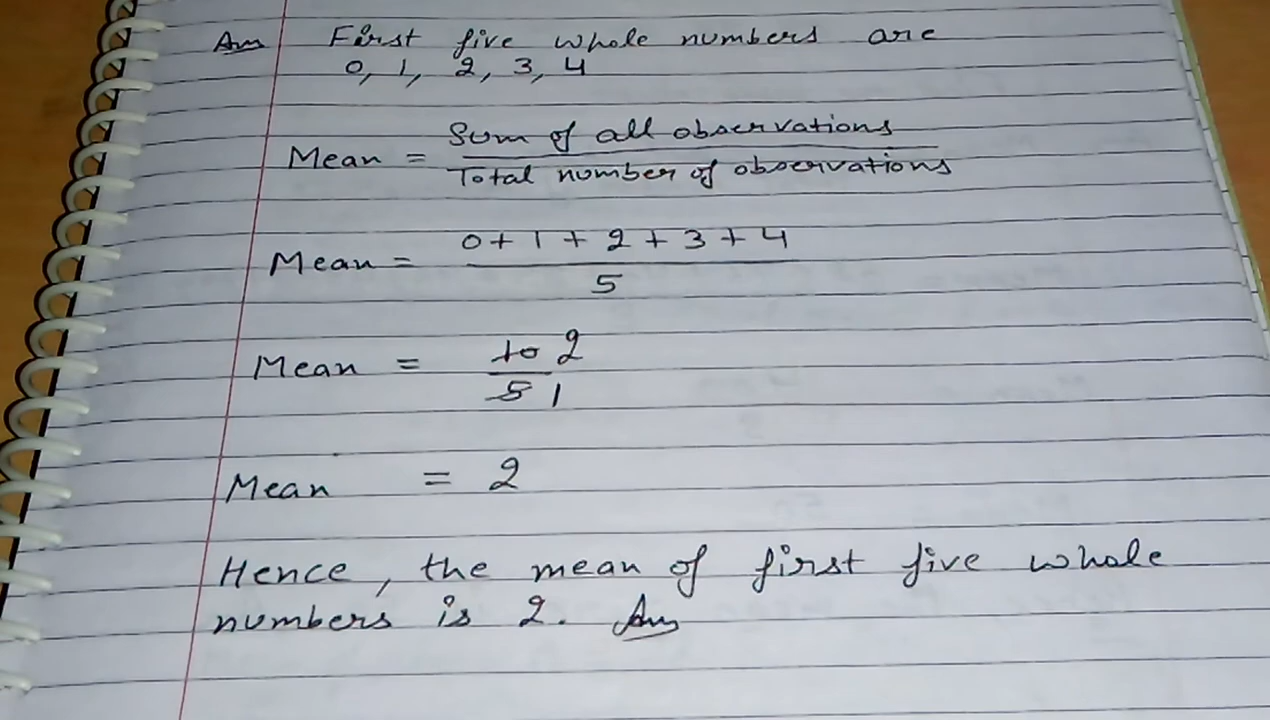 Ans First five whole numbers are
0, 1, 2, 3, 4
Mean = Sum of all observations
Total number of observations
Mean = 0 + 1 + 2 + 3 + 4
5
Mean = 10 2
5 1
Mean = 2
Hence, the mean of first five whole
numbers is 2. Ans